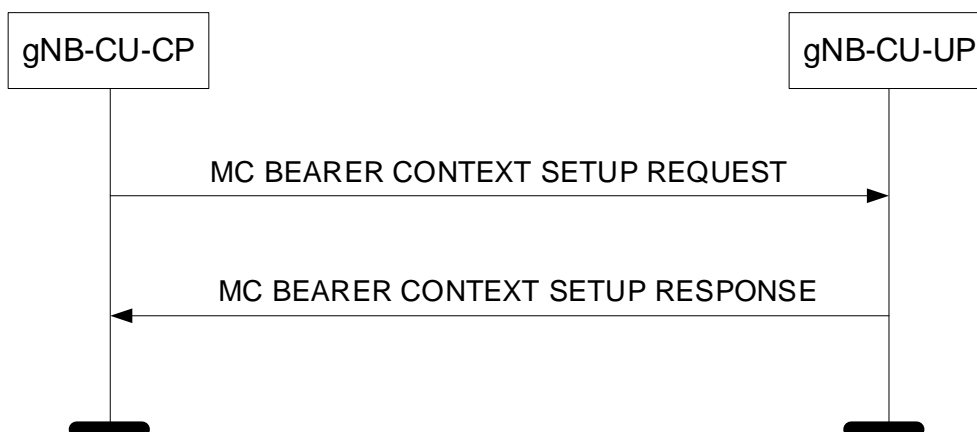 gNB-CU-CP
gNB-CU-UP
MC BEARER CONTEXT SETUP REQUEST
MC BEARER CONTEXT SETUP RESPONSE